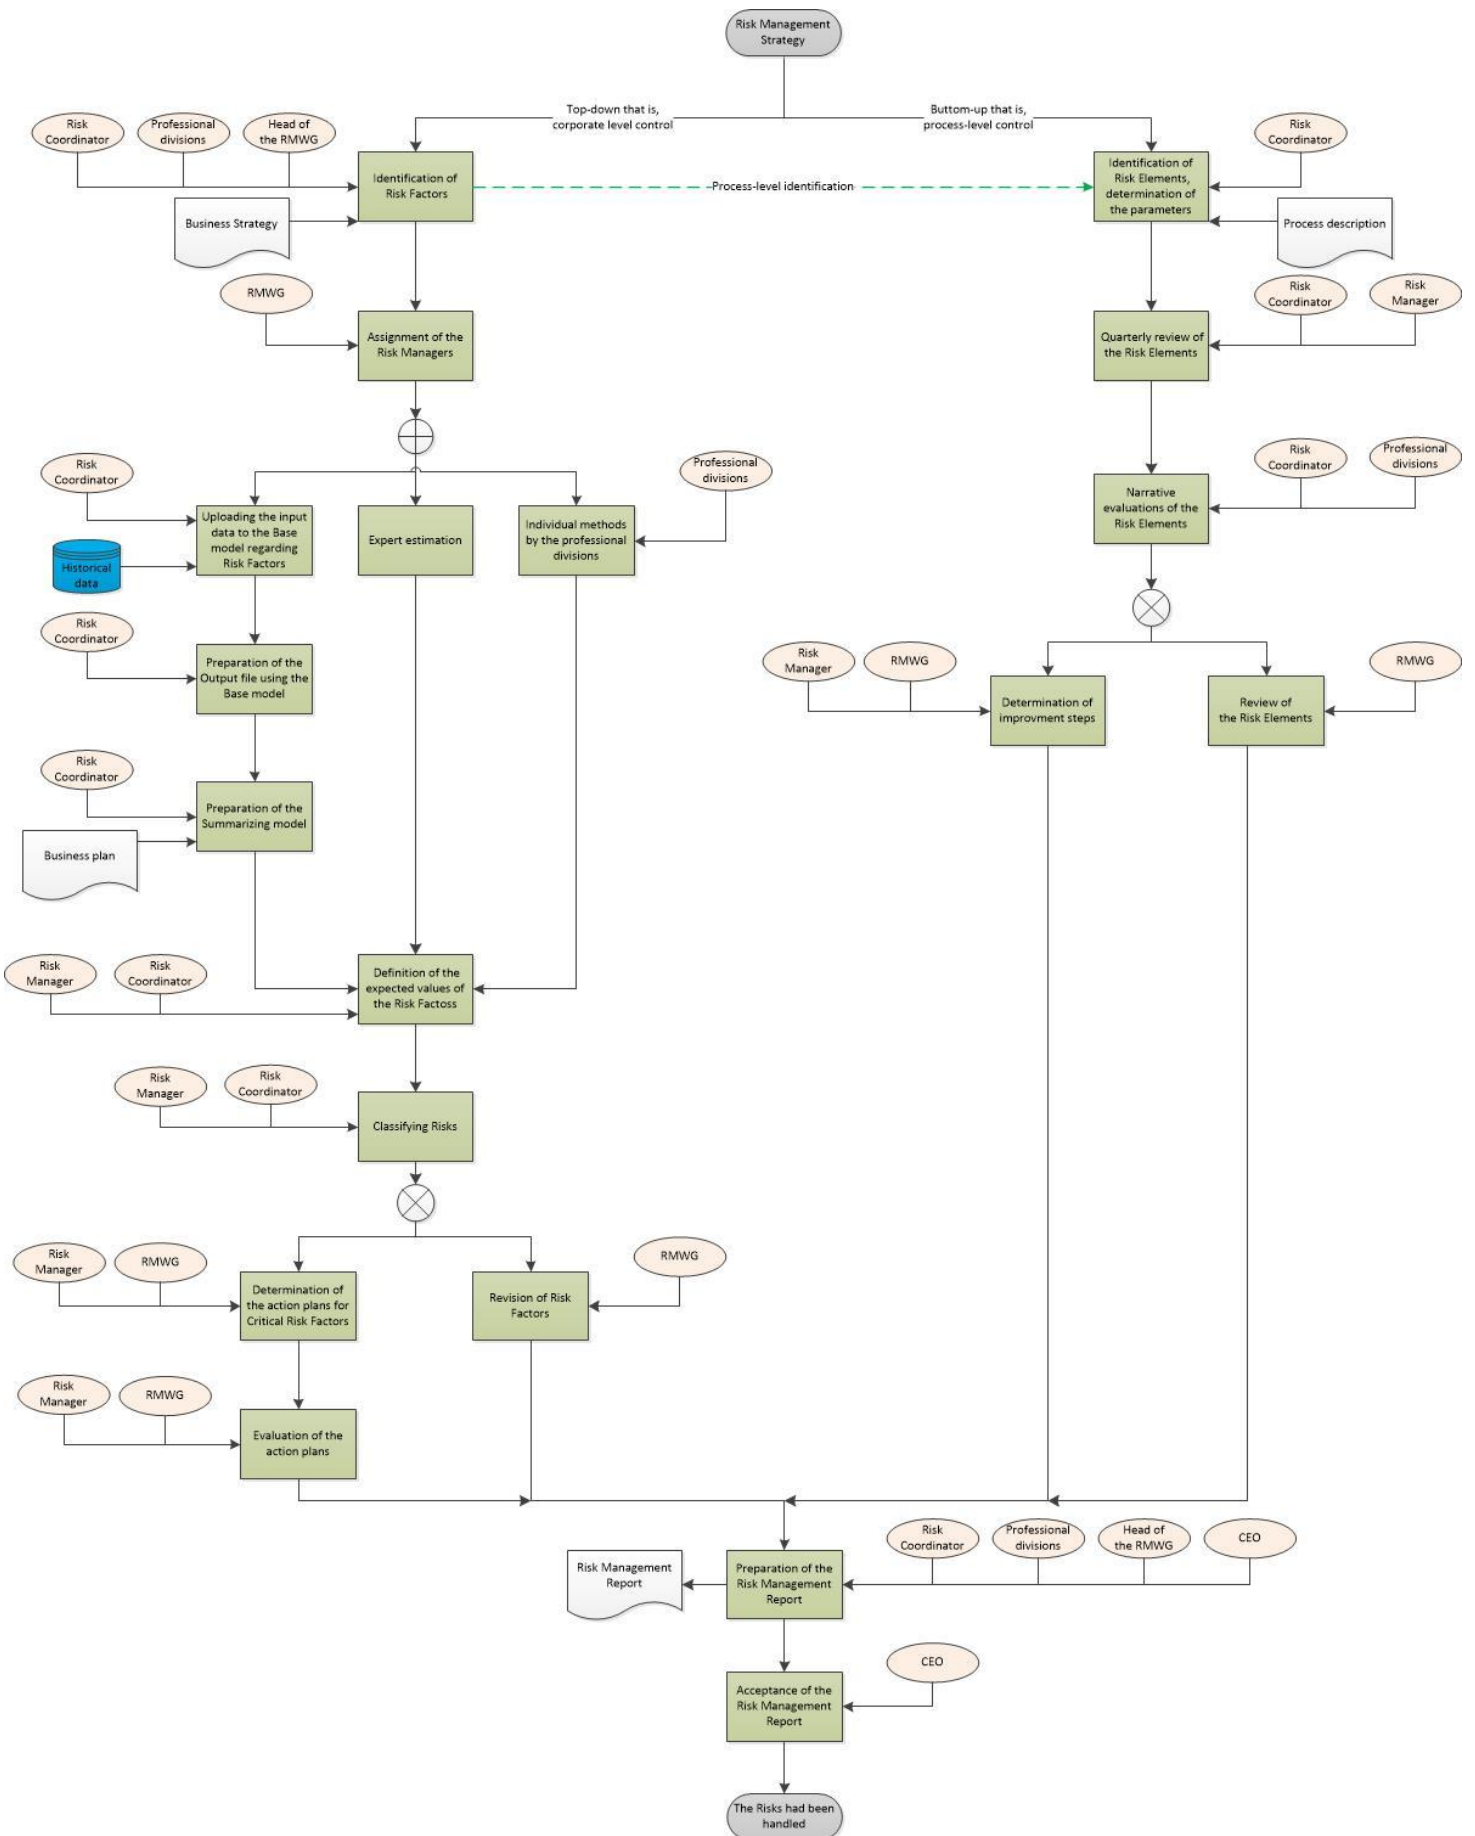 Risk Management
Strategy
Top-down that is,
corporate level control
Buttom-up that is,
process-level control
Risk
Coordinator
Professional
divisions
Head of
the RMWG
Risk
Coordinator
Identification of
Risk Factors
Process-level identification
Identification of
Risk Elements,
determination of
the parameters
Business Strategy
Process description
RMWG
Risk
Coordinator
Risk
Manager
Assignment of the
Risk Managers
Quarterly review of
the Risk Elements
Risk
Coordinator
Professional
divisions
Risk
Coordinator
Professional
divisions
Uploading the input
data to the Base
model regarding
Risk Factors
Expert estimation
Individual methods
by the professional
divisions
Narrative
evaluations of the
Risk Elements
Historical
data
Risk
Coordinator
Preparation of the
Output file using the
Base model
Risk
Manager
RMWG
RMWG
Determination of
improvment steps
Review of
the Risk Elements
Risk
Coordinator
Preparation of the
Summarizing model
Business plan
Risk
Manager
Risk
Coordinator
Definition of the
expected values of
the Risk Factoss
Risk
Manager
Risk
Coordinator
Classifying Risks
Risk
Manager
RMWG
RMWG
Determination of
the action plans for
Critical Risk Factors
Revision of Risk
Factors
Risk
Manager
RMWG
Evaluation of the
action plans
Risk
Coordinator
Professional
divisions
Head of
the RMWG
CEO
Risk Management
Report
Preparation of the
Risk Management
Report
CEO
Acceptance of the
Risk Management
Report
The Risks had been
handled